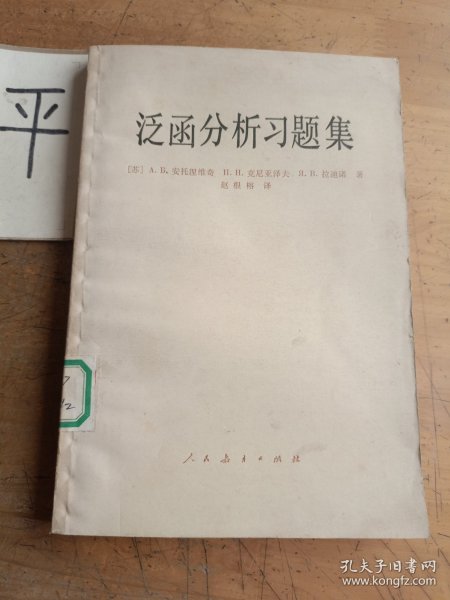 平
泛函分析习题集
[苏] А. Б. 安托涅维奇 П. Н. 克尼亚泽夫 Я. В. 拉迪诺 著
赵根榕 译
7
人民教育出版社
孔夫子旧书网
www.kongfz.com